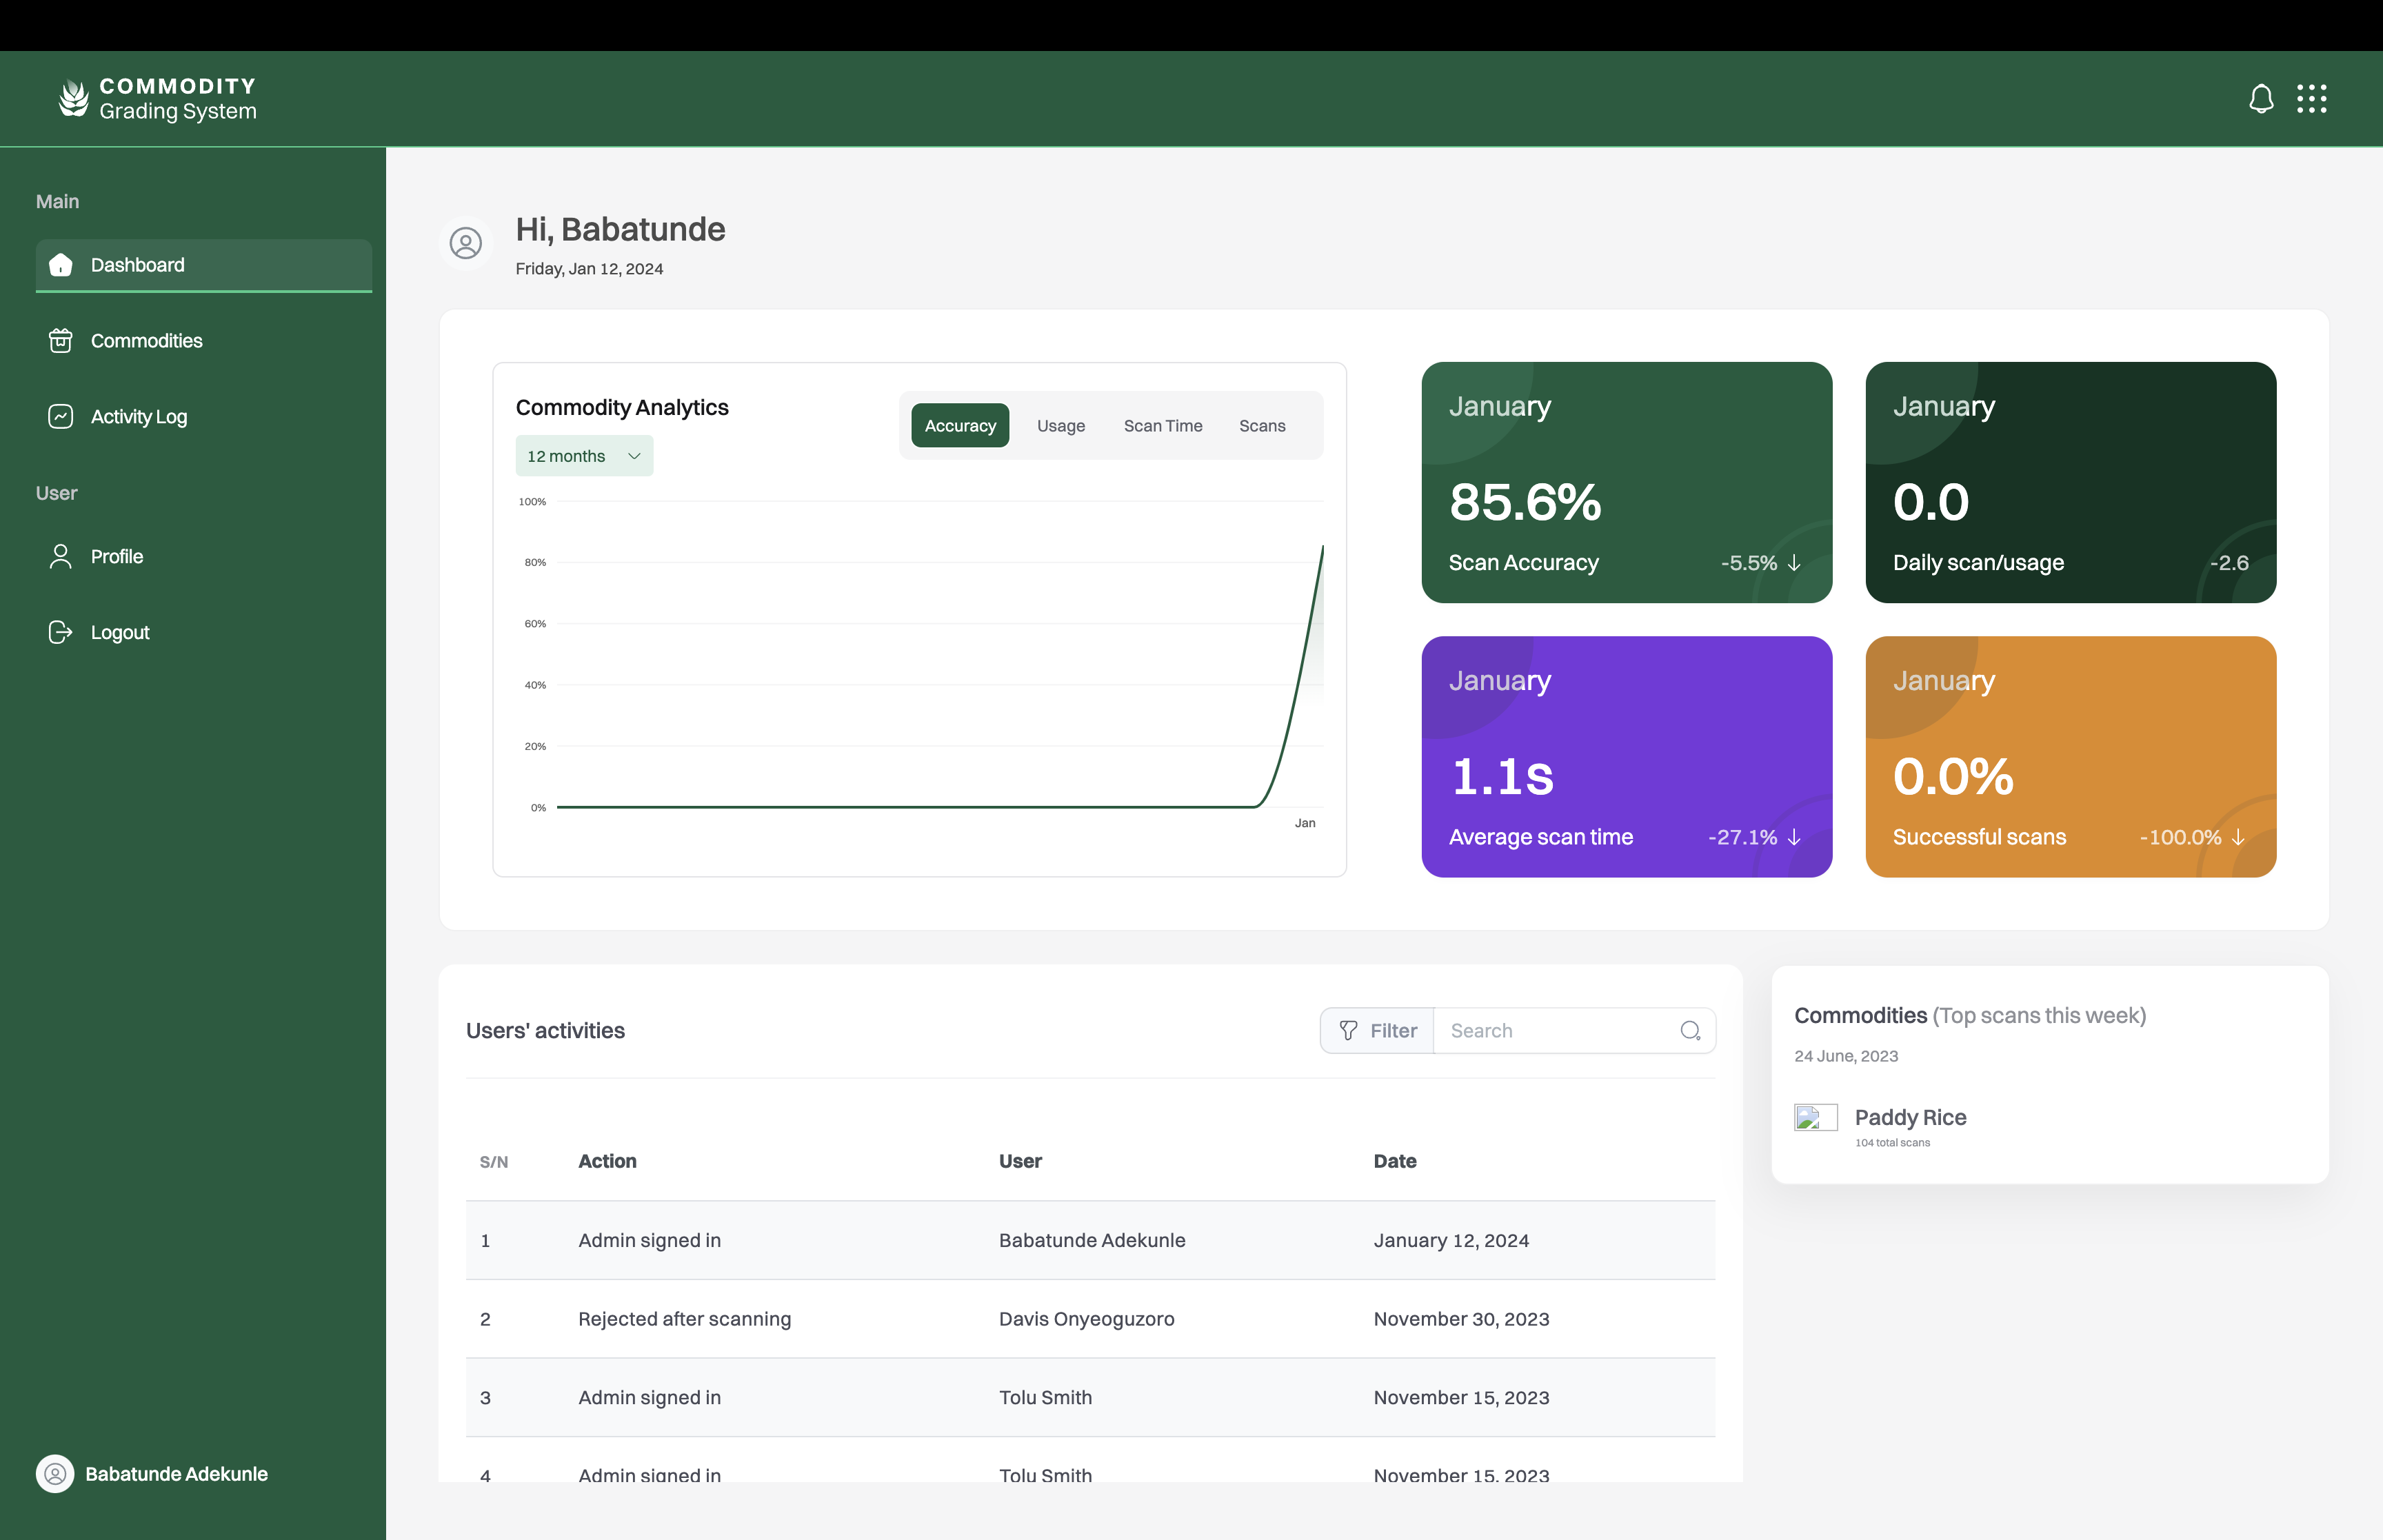 COMMODITY
Grading System
Main
Dashboard
Commodities
Activity Log
User
Profile
Logout
Babatunde Adekunle
Hi, Babatunde
Friday, Jan 12, 2024
Commodity Analytics
12 months
Accuracy Usage Scan Time Scans
100%
80%
60%
40%
20%
0%
Jan
January
85.6%
Scan Accuracy -5.5%
January
0.0
Daily scan/usage -2.6
January
1.1s
Average scan time -27.1%
January
0.0%
Successful scans -100.0%
Users' activities
Filter Search
S/N Action User Date
1 Admin signed in Babatunde Adekunle January 12, 2024
2 Rejected after scanning Davis Onyeoguzoro November 30, 2023
3 Admin signed in Tolu Smith November 15, 2023
4 Admin signed in Tolu Smith November 15, 2023
Commodities (Top scans this week)
24 June, 2023
Paddy Rice
104 total scans